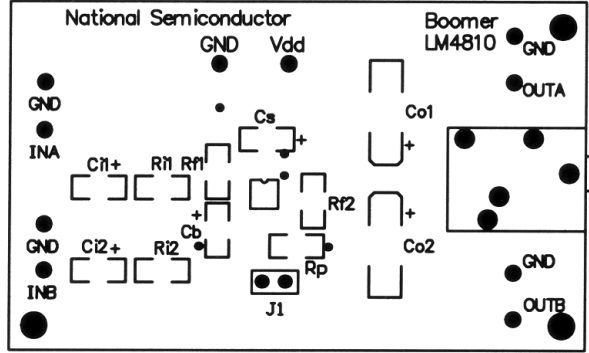 National Semiconductor
Boomer
LM4810
GND
Vdd
GND
GND
OUTA
INA
Cs
+
Co1
+
Ci1+
Ri1
Rf1
Rf2
+
Cb
+
Co2
GND
Ci2+
Ri2
Rp
GND
INB
J1
OUTB